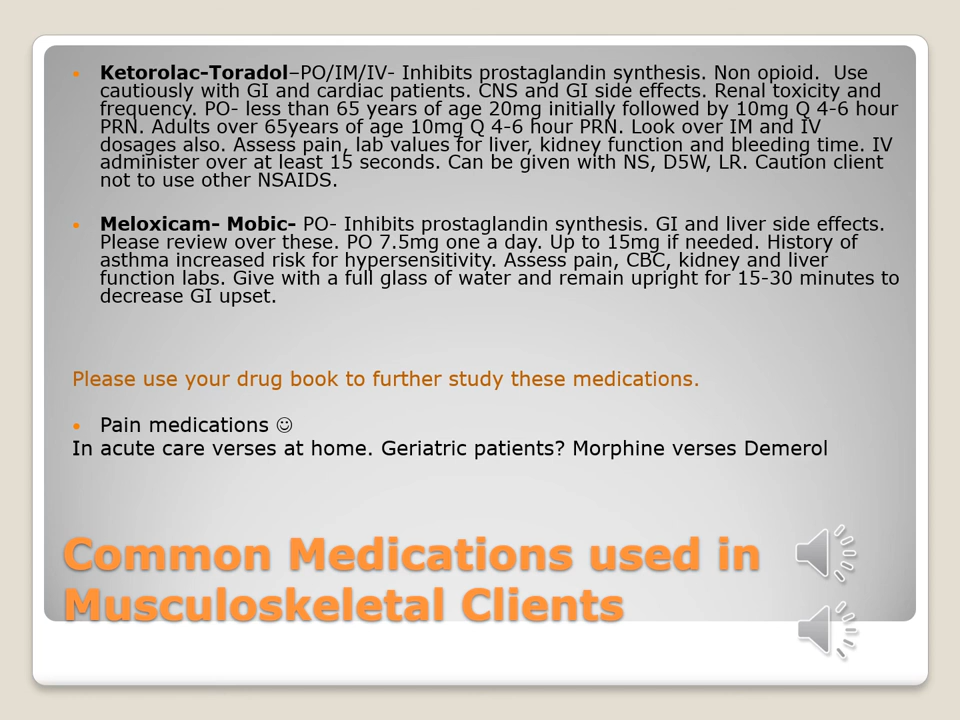 • Ketorolac-Toradol–PO/IM/IV- Inhibits prostaglandin synthesis. Non opioid.  Use
cautiously with GI and cardiac patients. CNS and GI side effects. Renal toxicity and
frequency. PO- less than 65 years of age 20mg initially followed by 10mg Q 4-6 hour
PRN. Adults over 65years of age 10mg Q 4-6 hour PRN. Look over IM and IV
dosages also. Assess pain, lab values for liver, kidney function and bleeding time. IV
administer over at least 15 seconds. Can be given with NS, D5W, LR. Caution client
not to use other NSAIDS.
• Meloxicam- Mobic- PO- Inhibits prostaglandin synthesis. GI and liver side effects.
Please review over these. PO 7.5mg one a day. Up to 15mg if needed. History of
asthma increased risk for hypersensitivity. Assess pain, CBC, kidney and liver
function labs. Give with a full glass of water and remain upright for 15-30 minutes to
decrease GI upset.
Please use your drug book to further study these medications.
• Pain medications ☺
In acute care verses at home. Geriatric patients? Morphine verses Demerol
Common Medications used in
Musculoskeletal Clients